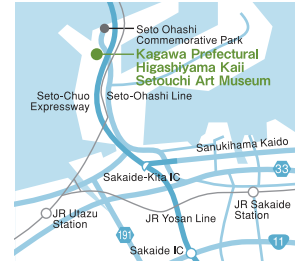 Seto Ohashi
Commemorative Park
Kagawa Prefectural
Higashiyama Kaii
Setouchi Art Museum
Seto-Chuo
Expressway
Seto-Ohashi Line
Sanukihama Kaido
Sakaide-Kita IC
33
JR Utazu
Station
JR Yosan Line
JR Sakaide
Station
191
Sakaide IC
11